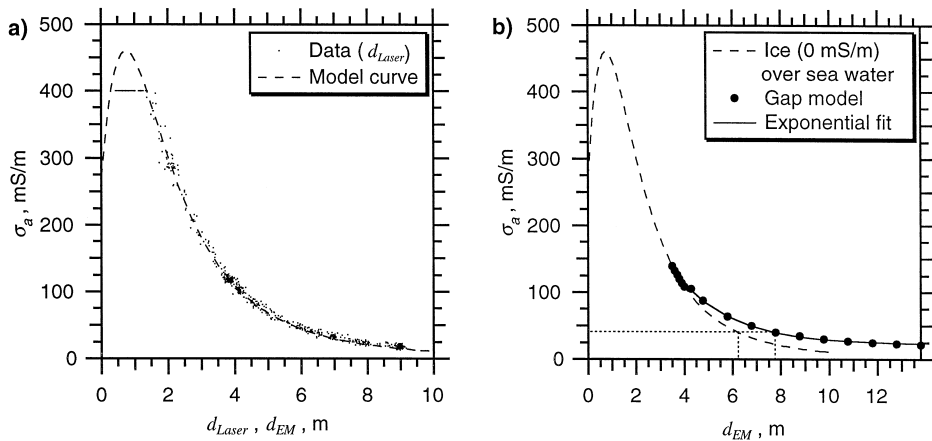 a)
500
400
300
200
100
0
σa, mS/m
Data ( dLaser)
Model curve
0 2 4 6 8 10
dLaser , dEM , m
b)
500
400
300
200
100
0
σa, mS/m
Ice (0 mS/m)
over sea water
Gap model
Exponential fit
0 2 4 6 8 10 12
dEM , m